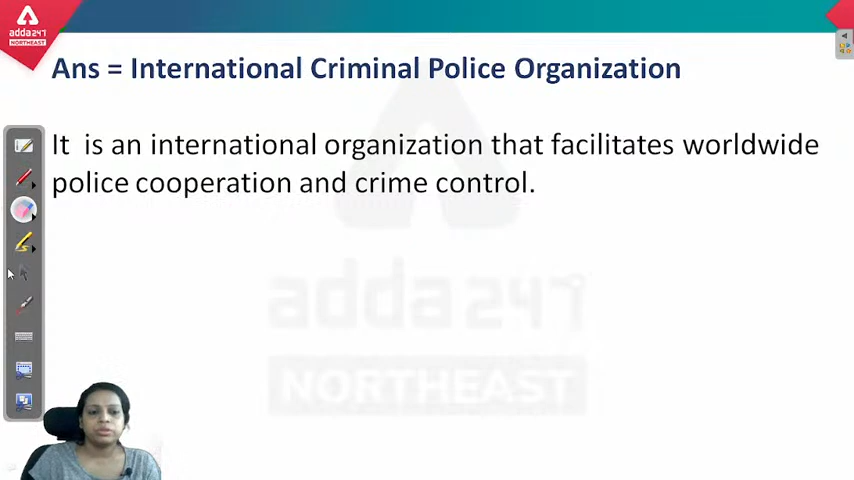 adda247
NORTHEAST
Ans = International Criminal Police Organization
It  is an international organization that facilitates worldwide
police cooperation and crime control.
adda247
NORTHEAST